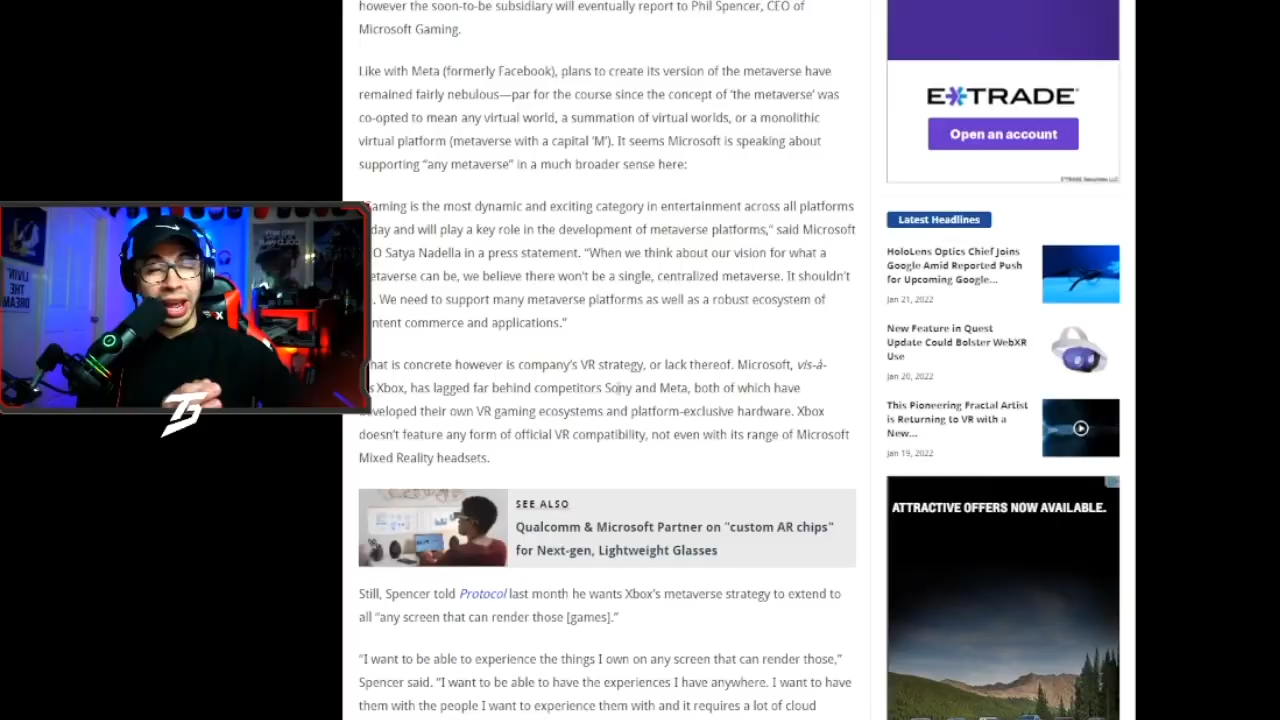 however the soon-to-be subsidiary will eventually report to Phil Spencer, CEO of
Microsoft Gaming.
Like with Meta (formerly Facebook), plans to create its version of the metaverse have
remained fairly nebulous—par for the course since the concept of ‘the metaverse’ was
co-opted to mean any virtual world, a summation of virtual worlds, or a monolithic
virtual platform (metaverse with a capital ‘M’). It seems Microsoft is speaking about
supporting “any metaverse” in a much broader sense here:
aming is the most dynamic and exciting category in entertainment across all platforms
day and will play a key role in the development of metaverse platforms,” said Microsoft
O Satya Nadella in a press statement. “When we think about our vision for what a
etaverse can be, we believe there won’t be a single, centralized metaverse. It shouldn’t
. We need to support many metaverse platforms as well as a robust ecosystem of
ntent commerce and applications.”
hat is concrete however is company’s VR strategy, or lack thereof. Microsoft, vis-à-
s Xbox, has lagged far behind competitors Sony and Meta, both of which have
veloped their own VR gaming ecosystems and platform-exclusive hardware. Xbox
doesn’t feature any form of official VR compatibility, not even with its range of Microsoft
Mixed Reality headsets.
SEE ALSO
Qualcomm & Microsoft Partner on "custom AR chips"
for Next-gen, Lightweight Glasses
Still, Spencer told Protocol last month he wants Xbox’s metaverse strategy to extend to
all “any screen that can render those [games].”
“I want to be able to experience the things I own on any screen that can render those,”
Spencer said. “I want to be able to have the experiences I have anywhere. I want to have
them with the people I want to experience them with and it requires a lot of cloud
E*TRADE
Open an account
E*TRADE Securities LLC
Latest Headlines
HoloLens Optics Chief Joins
Google Amid Reported Push
for Upcoming Google...
Jan 21, 2022
New Feature in Quest
Update Could Bolster WebXR
Use
Jan 20, 2022
This Pioneering Fractal Artist
is Returning to VR with a
New...
Jan 19, 2022
ATTRACTIVE OFFERS NOW AVAILABLE.
LIVIN'
THE
DREAM